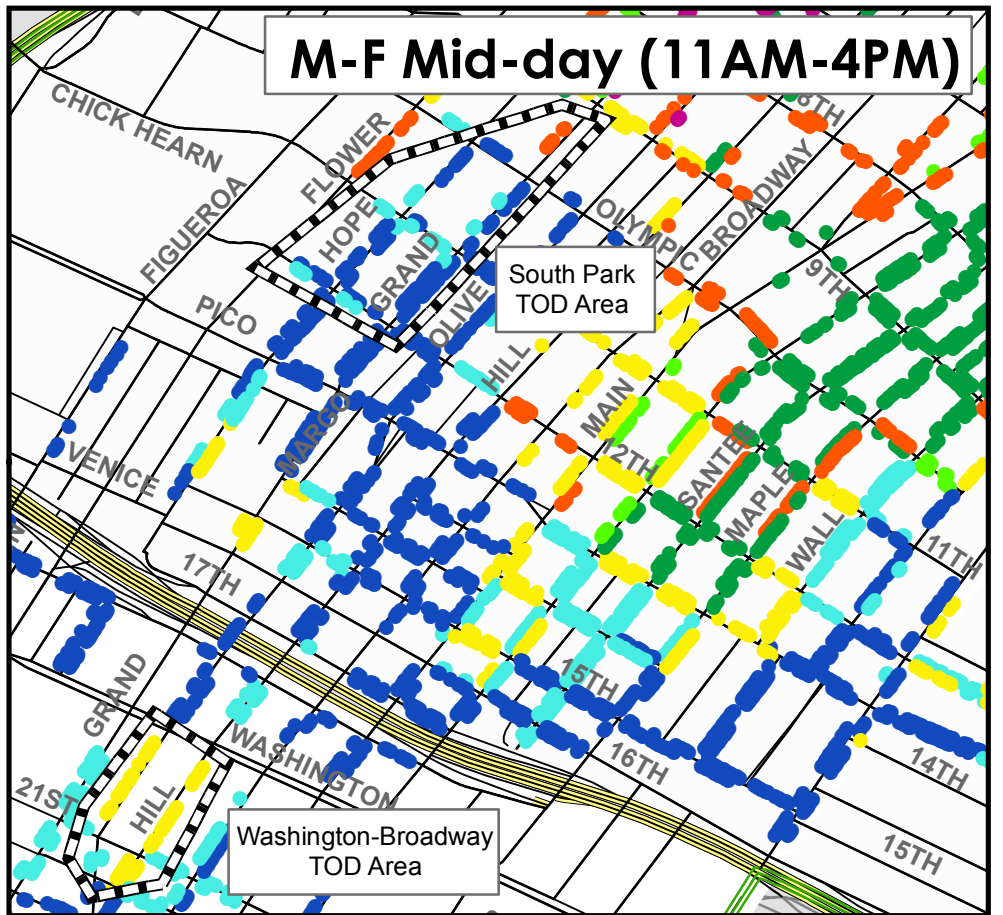 M-F Mid-day (11AM-4PM)
CHICK HEARN
FLOWER
8TH
FIGUEROA
HOPE
GRAND
OLYMPIC
BROADWAY
9TH
South Park
TOD Area
PICO
OLIVE
HILL
MAIN
MARGO
12TH
SANTEE
MAPLE
WALL
11TH
VENICE
17TH
15TH
GRAND
WASHINGTON
16TH
14TH
21ST
HILL
15TH
Washington-Broadway
TOD Area